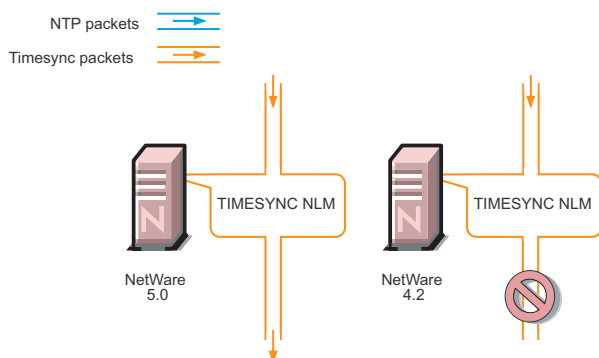 NTP packets
Timesync packets
TIMESYNC NLM
TIMESYNC NLM
N
N
NetWare
5.0
NetWare
4.2